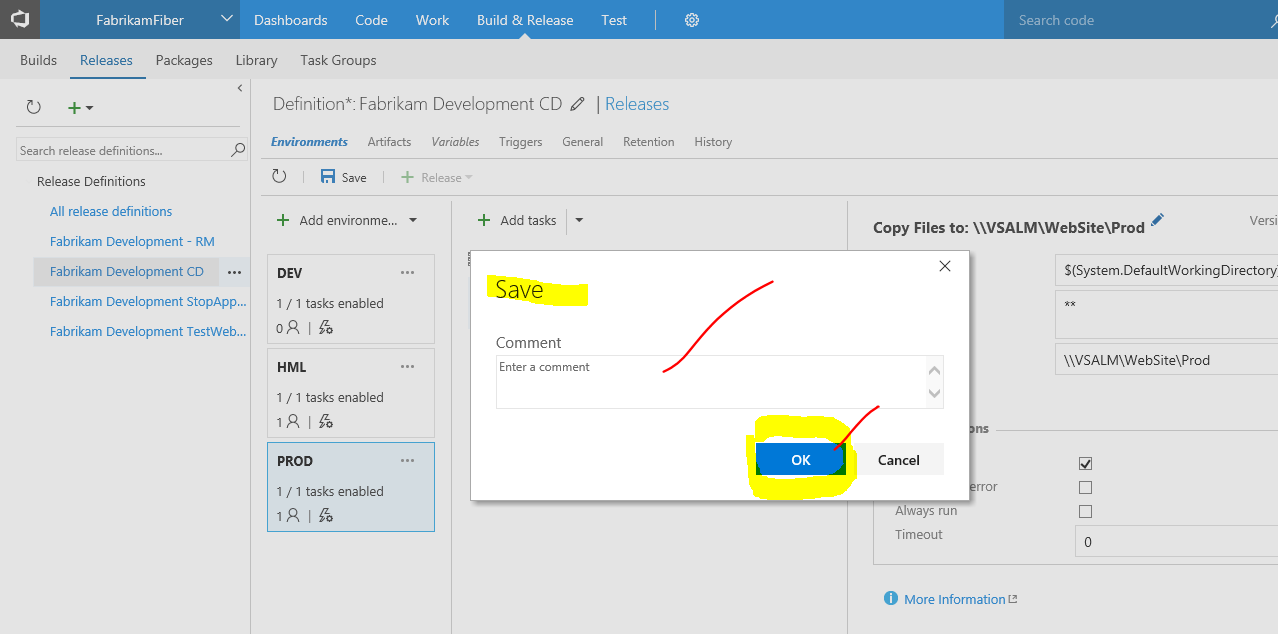 FabrikamFiber Dashboards Code Work Build & Release Test Search code
Builds Releases Packages Library Task Groups
Definition*: Fabrikam Development CD | Releases
Search release definitions...
Environments Artifacts Variables Triggers General Retention History
Save Release
Release Definitions
All release definitions
Fabrikam Development - RM
Fabrikam Development CD ...
Fabrikam Development StopApp...
Fabrikam Development TestWeb...
Add environme... Add tasks
DEV ...
1 / 1 tasks enabled
0 |
HML ...
1 / 1 tasks enabled
1 |
PROD ...
1 / 1 tasks enabled
1 |
Copy Files to: \\VSALM\WebSite\Prod Versi
$(System.DefaultWorkingDirectory)
**
\\VSALM\WebSite\Prod
Save
Comment
Enter a comment
OK Cancel
ons
error
Always run
Timeout 0
More Information